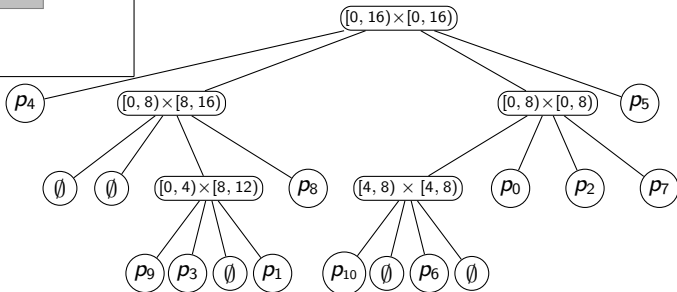 [0, 16)×[0, 16)
p4 [0, 8)×[8, 16) [0, 8)×[0, 8) p5
∅ ∅ [0, 4)×[8, 12) p8 [4, 8) × [4, 8) p0 p2 p7
p9 p3 ∅ p1 p10 ∅ p6 ∅